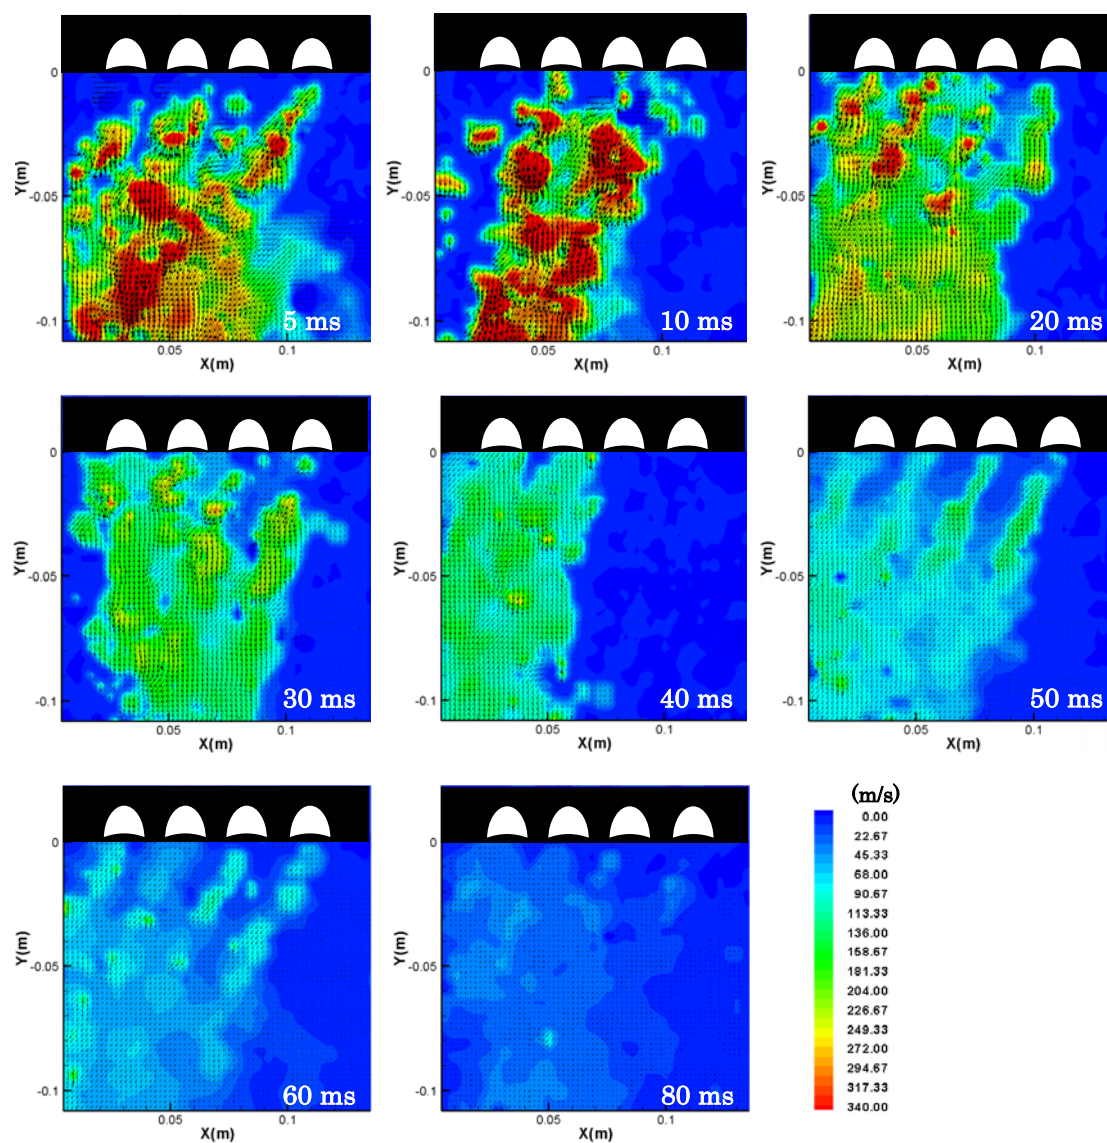 0
-0.05
-0.1
Y(m)
5 ms
0.05
0.1
X(m)
0
-0.05
-0.1
Y(m)
10 ms
0.05
0.1
X(m)
0
-0.05
-0.1
Y(m)
20 ms
0.05
0.1
X(m)
0
-0.05
-0.1
Y(m)
30 ms
0.05
0.1
X(m)
0
-0.05
-0.1
Y(m)
40 ms
0.05
0.1
X(m)
0
-0.05
-0.1
Y(m)
50 ms
0.05
0.1
X(m)
0
-0.05
-0.1
Y(m)
60 ms
0.05
0.1
X(m)
0
-0.05
-0.1
Y(m)
80 ms
0.05
0.1
X(m)
(m/s)
0.00
22.67
45.33
68.00
90.67
113.33
136.00
158.67
181.33
204.00
226.67
249.33
272.00
294.67
317.33
340.00